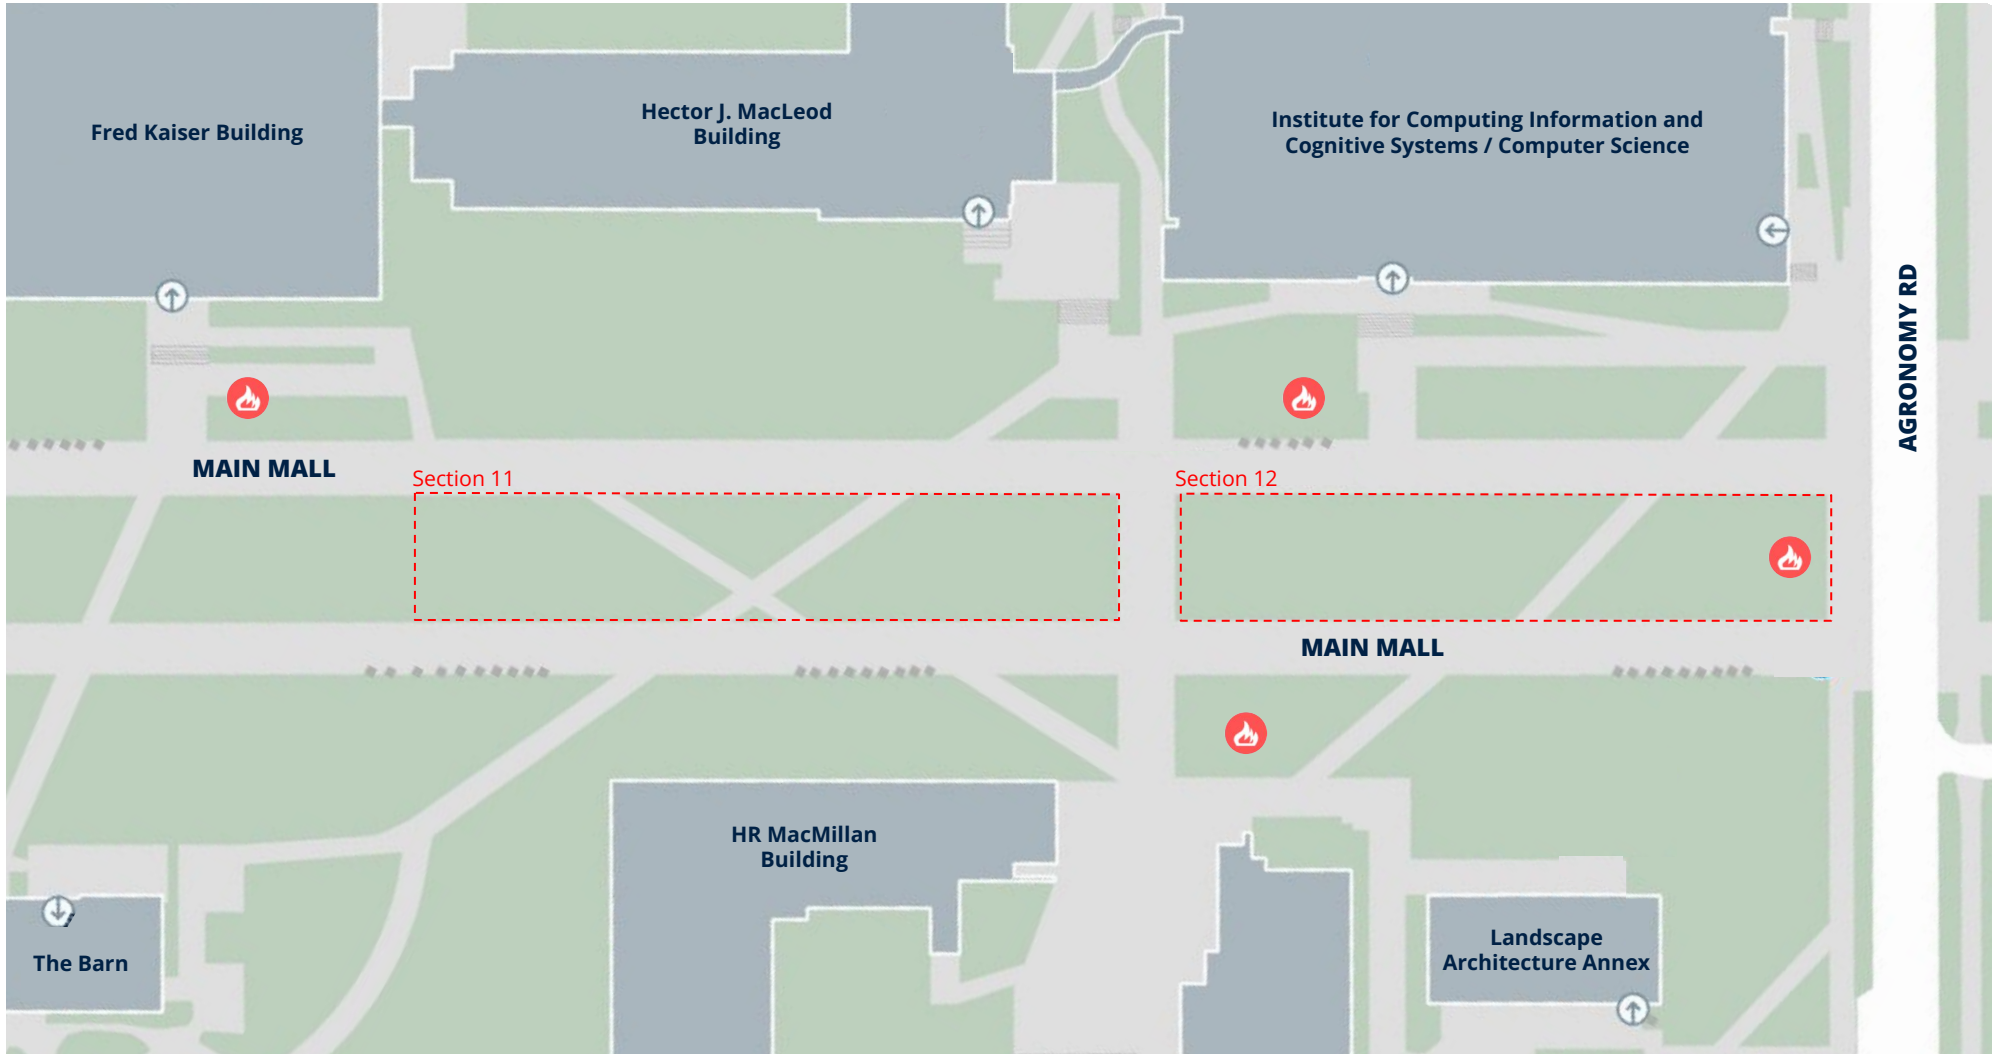 Fred Kaiser Building
Hector J. MacLeod
Building
Institute for Computing Information and
Cognitive Systems / Computer Science
AGRONOMY RD
MAIN MALL
Section 11
Section 12
MAIN MALL
HR MacMillan
Building
The Barn
Landscape
Architecture Annex